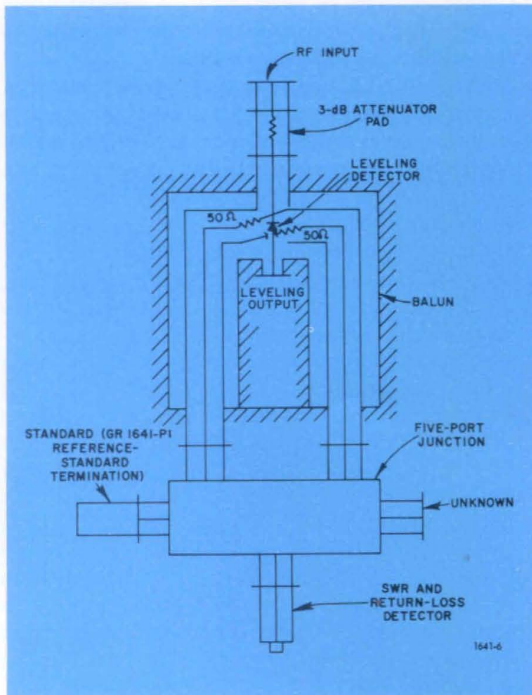 RF INPUT
3-dB ATTENUATOR
PAD
LEVELING
DETECTOR
50 Ω
50Ω
LEVELING
OUTPUT
BALUN
STANDARD (GR 1641-P1
REFERENCE-
STANDARD
TERMINATION)
FIVE-PORT
JUNCTION
UNKNOWN
SWR AND
RETURN-LOSS
DETECTOR
1641-6